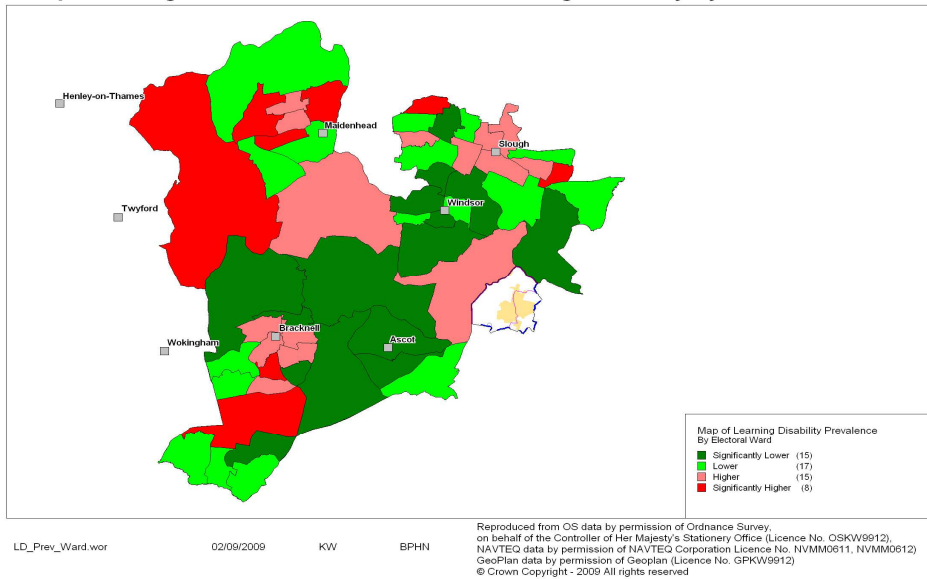 Henley-on-Thames
Maidenhead
Slough
Twyford
Windsor
Bracknell
Wokingham
Ascot
Map of Learning Disability Prevalence
By Electoral Ward
Significantly Lower (15)
Lower (17)
Higher (15)
Significantly Higher (8)
LD_Prev_Ward.wor 02/09/2009 KW BPHN
Reproduced from OS data by permission of Ordnance Survey,
on behalf of the Controller of Her Majesty's Stationery Office (Licence No. OSKW9912),
NAVTEQ data by permission of NAVTEQ Corporation Licence No. NVMM0611, NVMM0612)
GeoPlan data by permission of Geoplan (Licence No. GPKW9912)
© Crown Copyright - 2009 All rights reserved